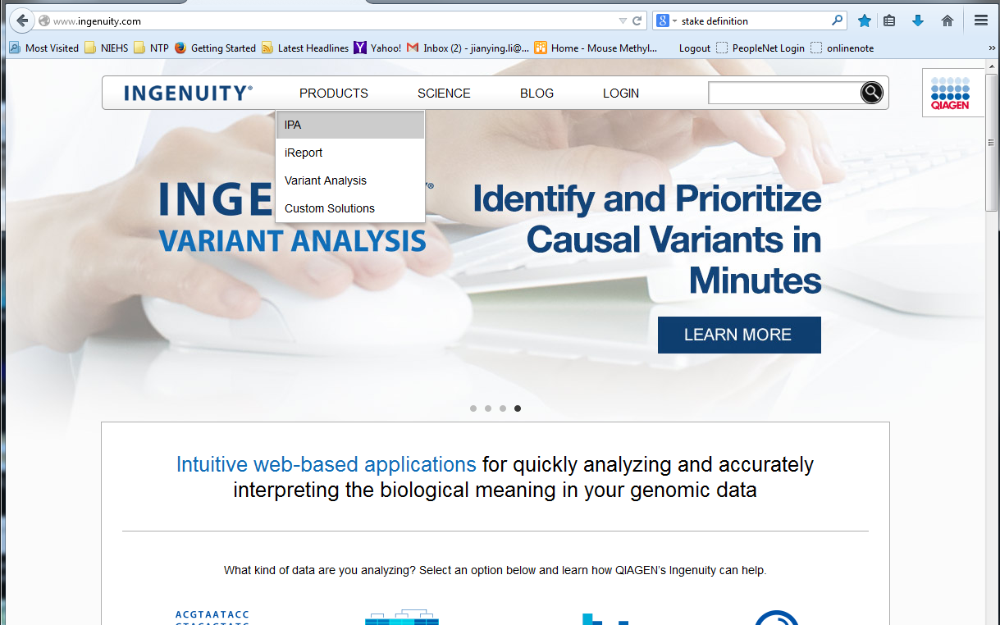 www.ingenuity.com
stake definition
Most Visited NIEHS NTP Getting Started Latest Headlines Yahoo! Inbox (2) - jianying.li@... Home - Mouse Methyl... Logout PeopleNet Login onlinenote »
INGENUITY® PRODUCTS SCIENCE BLOG LOGIN
QIAGEN
IPA
iReport
Variant Analysis
Custom Solutions
INGE
VARIANT ANALYSIS
Identify and Prioritize
Causal Variants in
Minutes
LEARN MORE
Intuitive web-based applications for quickly analyzing and accurately
interpreting the biological meaning in your genomic data
What kind of data are you analyzing? Select an option below and learn how QIAGEN's Ingenuity can help.
ACGTAATACC